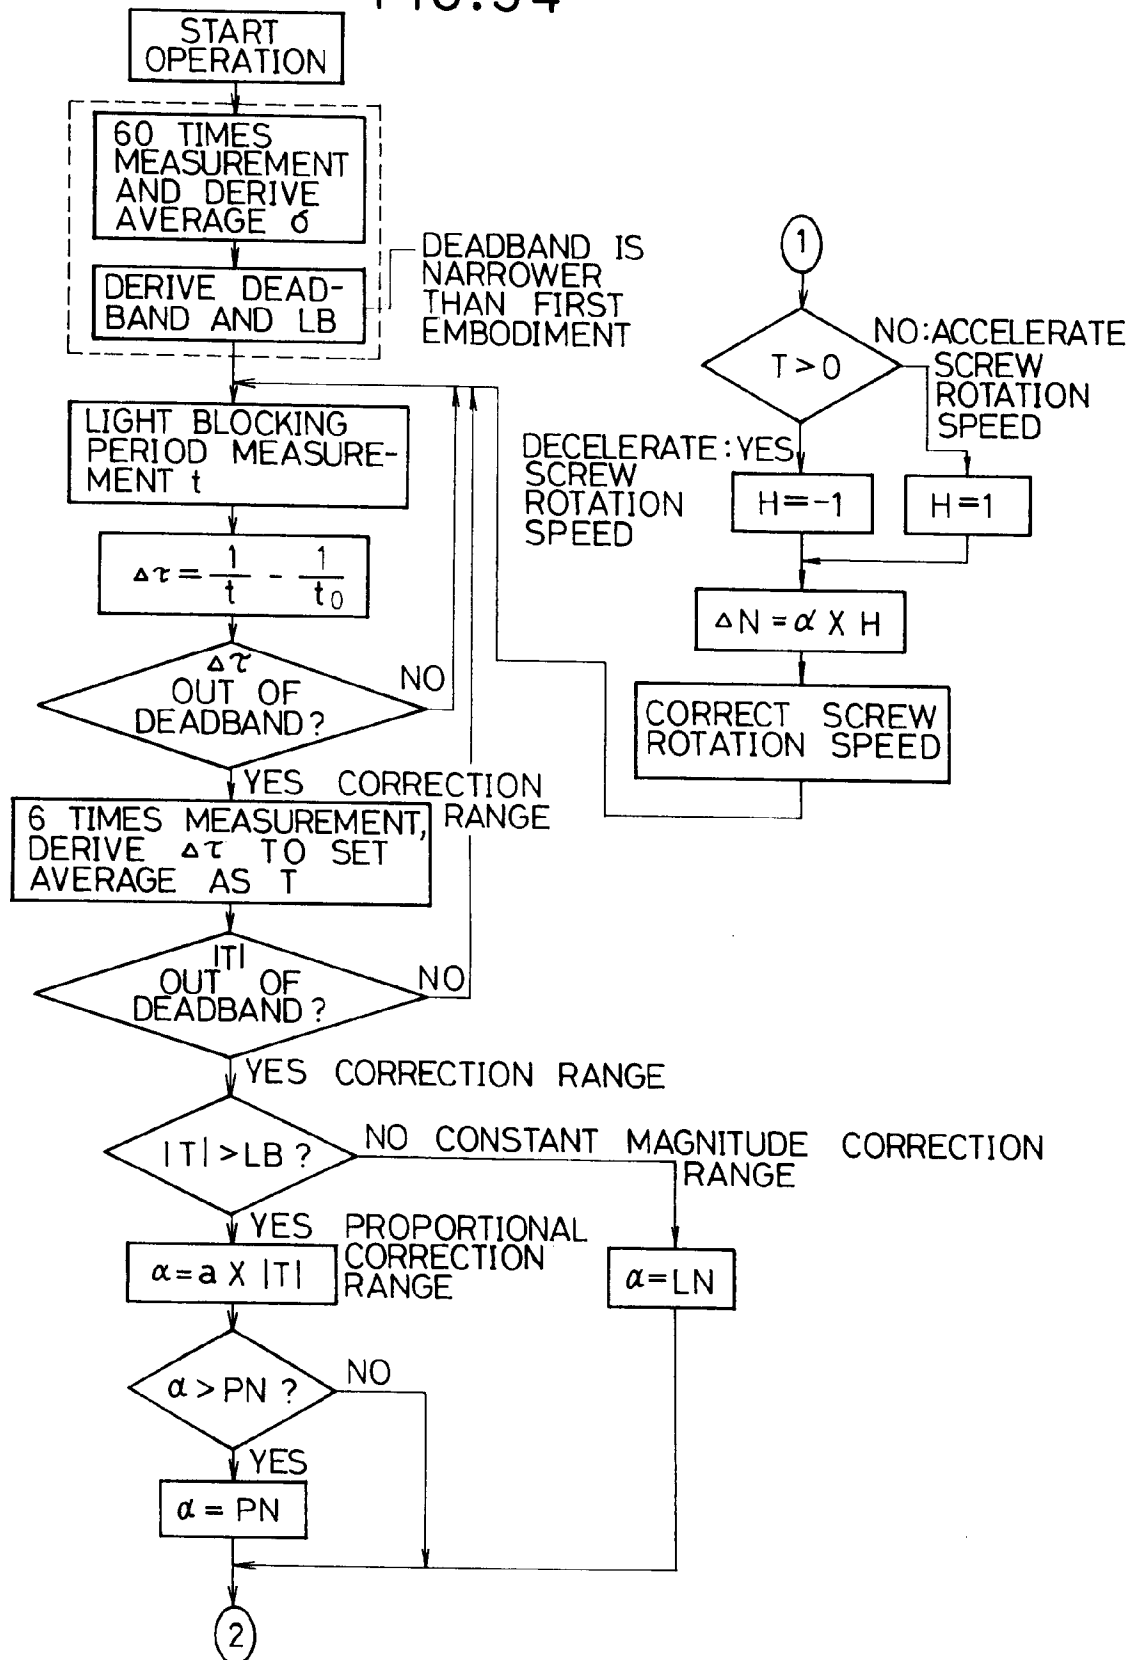 FIG.34
START
OPERATION
60 TIMES
MEASUREMENT
AND DERIVE
AVERAGE σ
DERIVE DEAD-
BAND AND LB
DEADBAND IS
NARROWER
THAN FIRST
EMBODIMENT
LIGHT BLOCKING
PERIOD MEASURE-
MENT t
Δτ = 1/t - 1/t₀
Δτ
OUT OF
DEADBAND?
NO
YES CORRECTION
RANGE
6 TIMES MEASUREMENT,
DERIVE Δτ TO SET
AVERAGE AS T
|T|
OUT OF
DEADBAND?
NO
YES CORRECTION RANGE
|T| >LB ?
NO CONSTANT MAGNITUDE CORRECTION
RANGE
YES PROPORTIONAL
CORRECTION
RANGE
α=a X |T|
α=LN
α > PN ?
NO
YES
α = PN
2
1
T > 0
NO:ACCELERATE
SCREW
ROTATION
SPEED
DECELERATE:YES
SCREW
ROTATION
SPEED
H=-1
H=1
ΔN =α X H
CORRECT SCREW
ROTATION SPEED